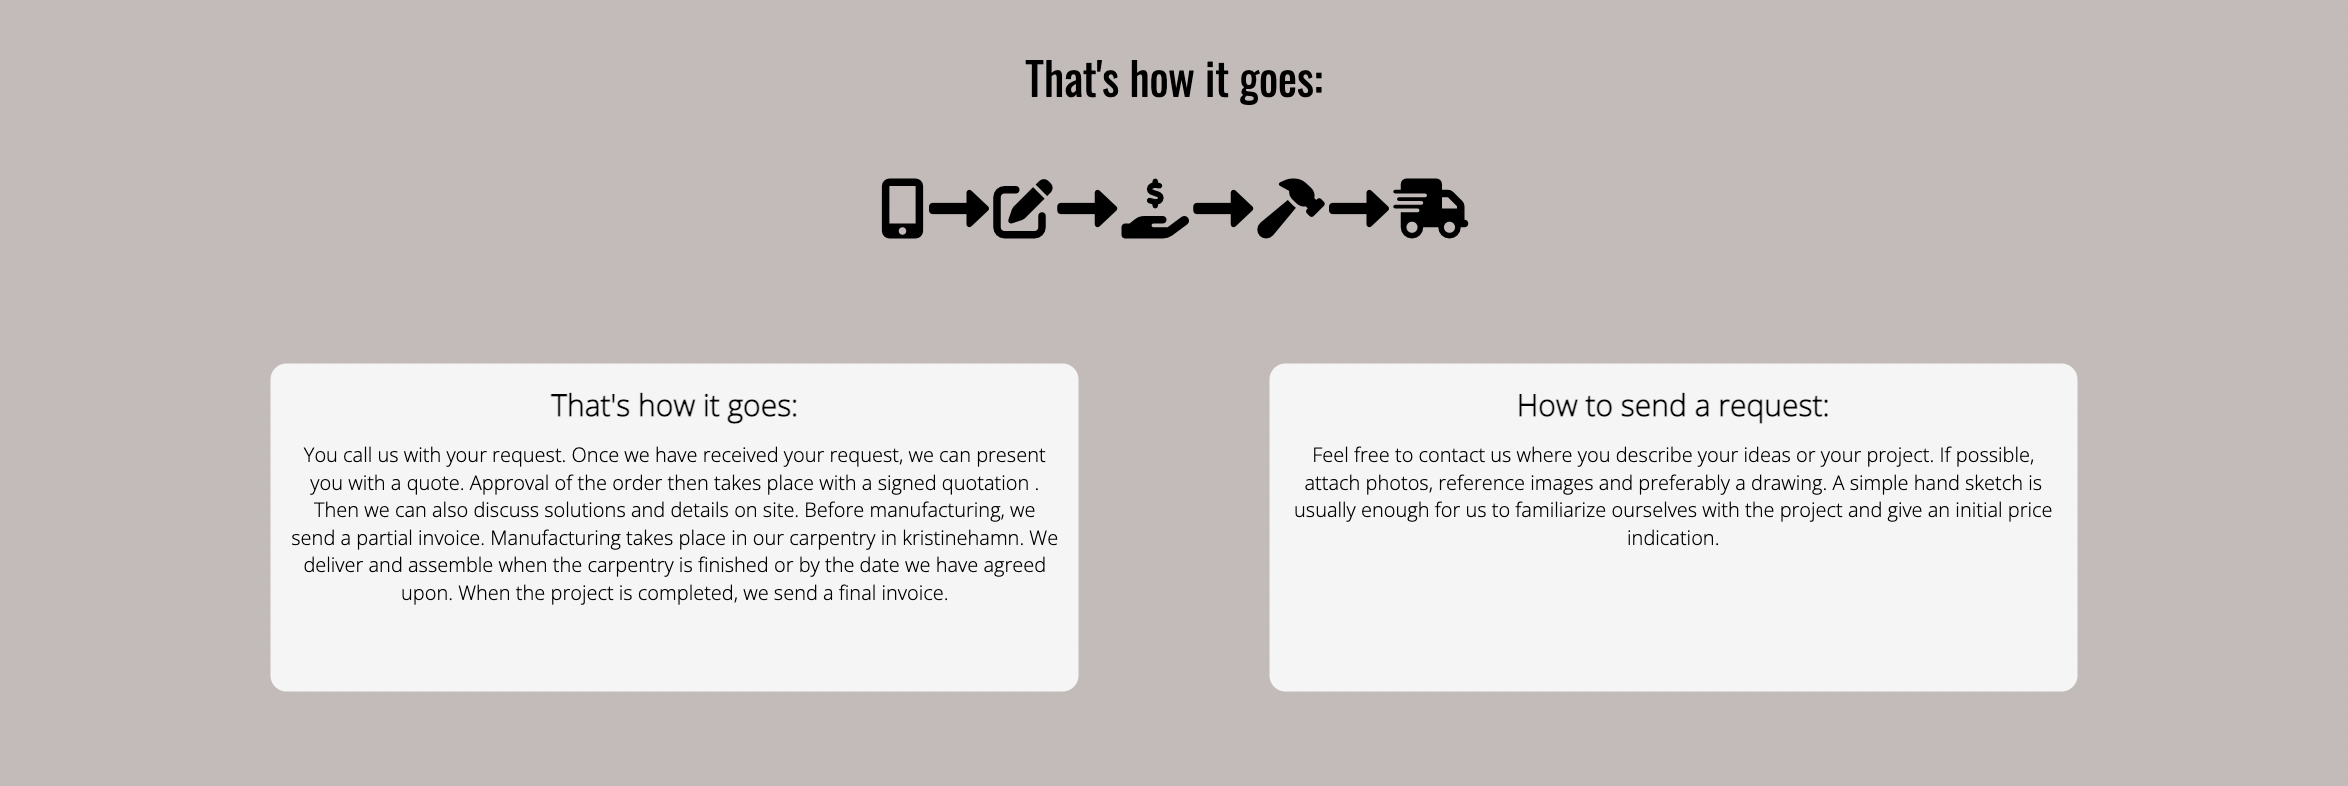 That's how it goes:
$
That's how it goes:
You call us with your request. Once we have received your request, we can present
you with a quote. Approval of the order then takes place with a signed quotation .
Then we can also discuss solutions and details on site. Before manufacturing, we
send a partial invoice. Manufacturing takes place in our carpentry in kristinehamn. We
deliver and assemble when the carpentry is finished or by the date we have agreed
upon. When the project is completed, we send a final invoice.
How to send a request:
Feel free to contact us where you describe your ideas or your project. If possible,
attach photos, reference images and preferably a drawing. A simple hand sketch is
usually enough for us to familiarize ourselves with the project and give an initial price
indication.